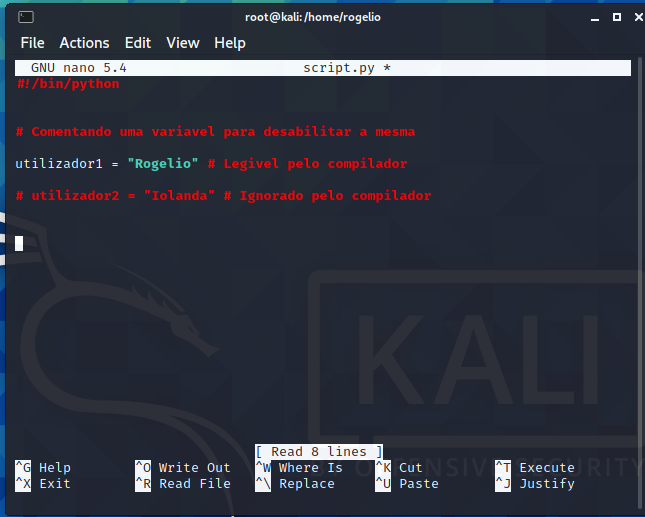 root@kali: /home/rogelio
File Actions Edit View Help
GNU nano 5.4 script.py *
#!/bin/python
# Comentando uma variavel para desabilitar a mesma
utilizador1 = "Rogelio" # Legivel pelo compilador
# utilizador2 = "Iolanda" # Ignorado pelo compilador
KALI
OFFENSIVE SECURITY
[ Read 8 lines ]
^G Help ^O Write Out ^W Where Is ^K Cut ^T Execute
^X Exit ^R Read File ^\ Replace ^U Paste ^J Justify